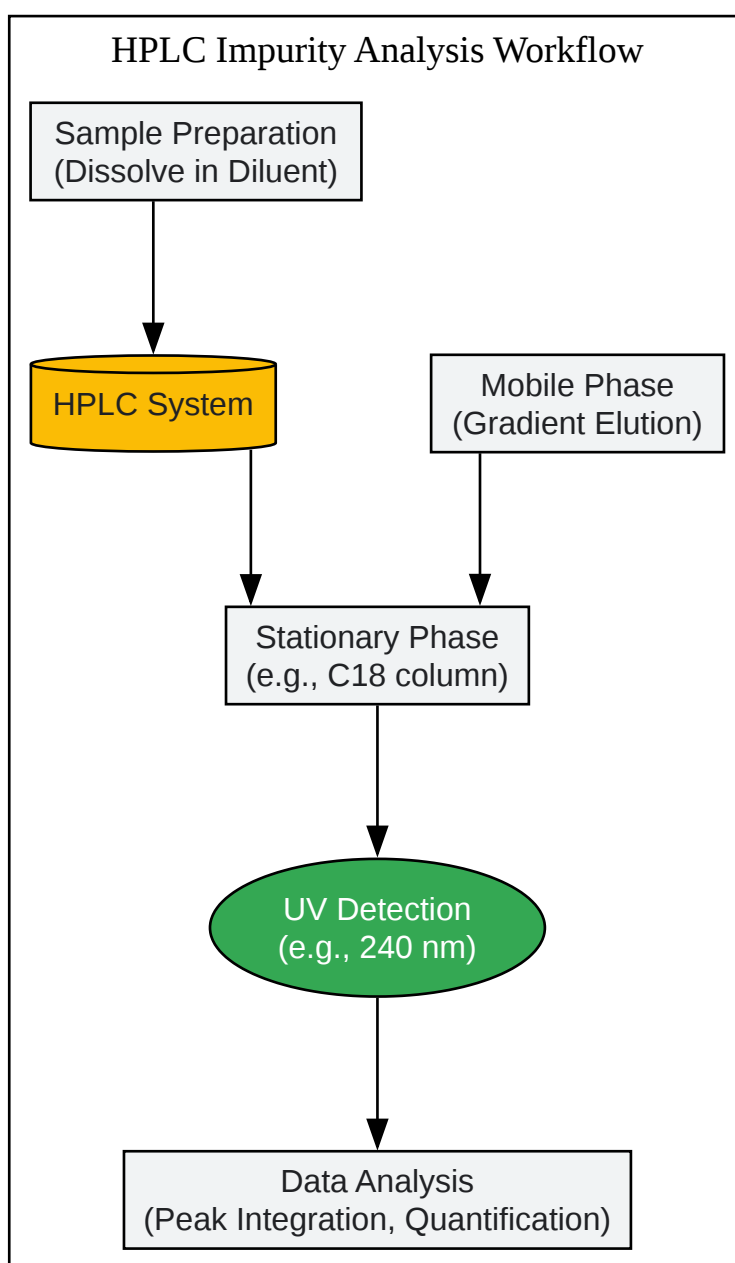 HPLC Impurity Analysis Workflow
Sample Preparation
(Dissolve in Diluent)
HPLC System
Mobile Phase
(Gradient Elution)
Stationary Phase
(e.g., C18 column)
UV Detection
(e.g., 240 nm)
Data Analysis
(Peak Integration, Quantification)